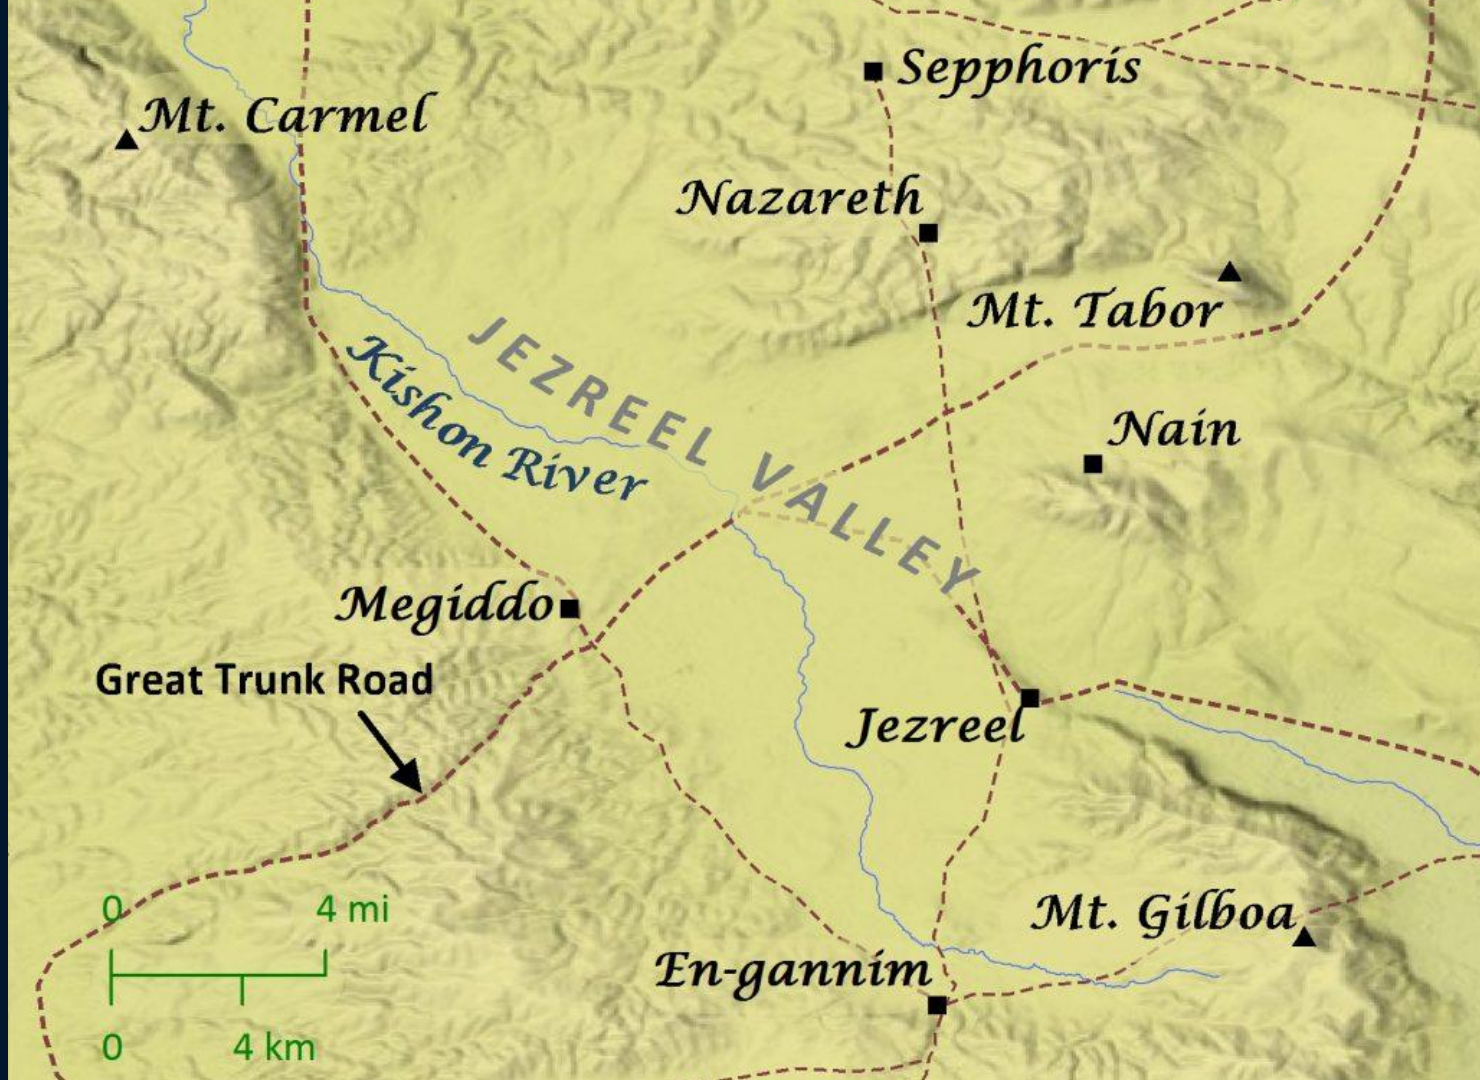 Sepphoris
Mt. Carmel
Nazareth
Mt. Tabor
JEZREEL VALLEY
Kishon River
Nain
Megiddo
Great Trunk Road
Jezreel
Mt. Gilboa
En-gannim
0 4 mi
0 4 km